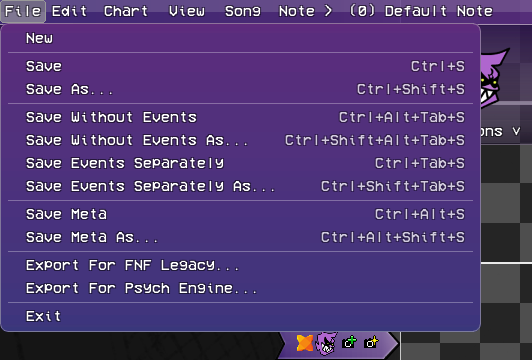 File Edit Chart View Song Note > (0) Default Note
New
Save Ctrl+S
Save As... Ctrl+Shift+S
ons v
Save Without Events Ctrl+Alt+Tab+S
Save Without Events As... Ctrl+Shift+Alt+Tab+S
Save Events Separately Ctrl+Tab+S
Save Events Separately As... Ctrl+Shift+Tab+S
Save Meta Ctrl+Alt+S
Save Meta As... Ctrl+Alt+Shift+S
Export For FNF Legacy...
Export For Psych Engine...
Exit